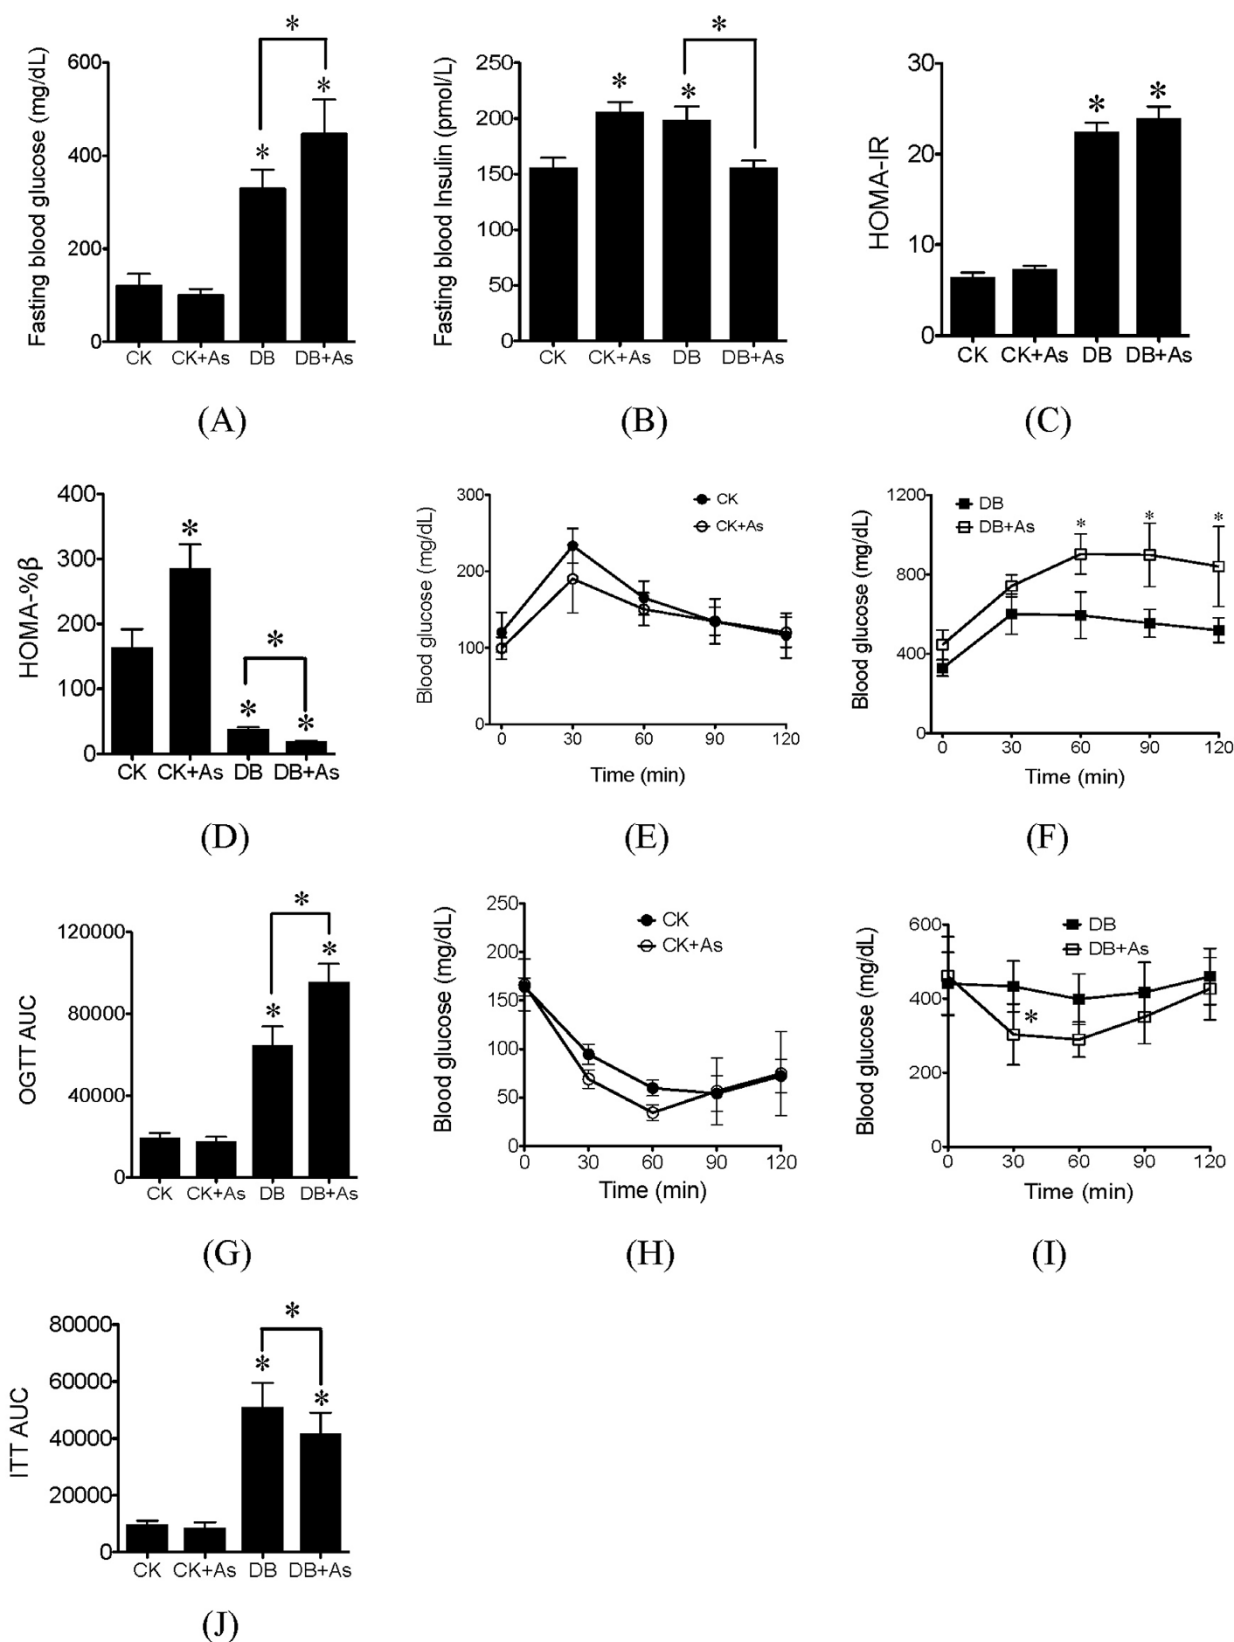 *
*
*
Fasting blood glucose (mg/dL)
600
400
200
0
CK CK+As DB DB+As
(A)
*
*
*
Fasting blood Insulin (pmol/L)
250
200
150
100
50
0
CK CK+As DB DB+As
(B)
*
*
HOMA-IR
30
20
10
0
CK CK+As DB DB+As
(C)
HOMA-%β
400
300
200
100
0
*
*
*
*
CK CK+As DB DB+As
(D)
Blood glucose (mg/dL)
300
200
100
0
CK
CK+As
0 30 60 90 120
Time (min)
(E)
Blood glucose (mg/dL)
1200
800
400
0
DB
DB+As
* * *
0 30 60 90 120
Time (min)
(F)
OGTT AUC
120000
80000
40000
0
*
*
*
CK CK+As DB DB+As
(G)
Blood glucose (mg/dL)
250
200
150
100
50
0
CK
CK+As
0 30 60 90 120
Time (min)
(H)
Blood glucose (mg/dL)
600
400
200
0
DB
DB+As
*
0 30 60 90 120
Time (min)
(I)
ITT AUC
80000
60000
40000
20000
0
*
*
*
CK CK+As DB DB+As
(J)